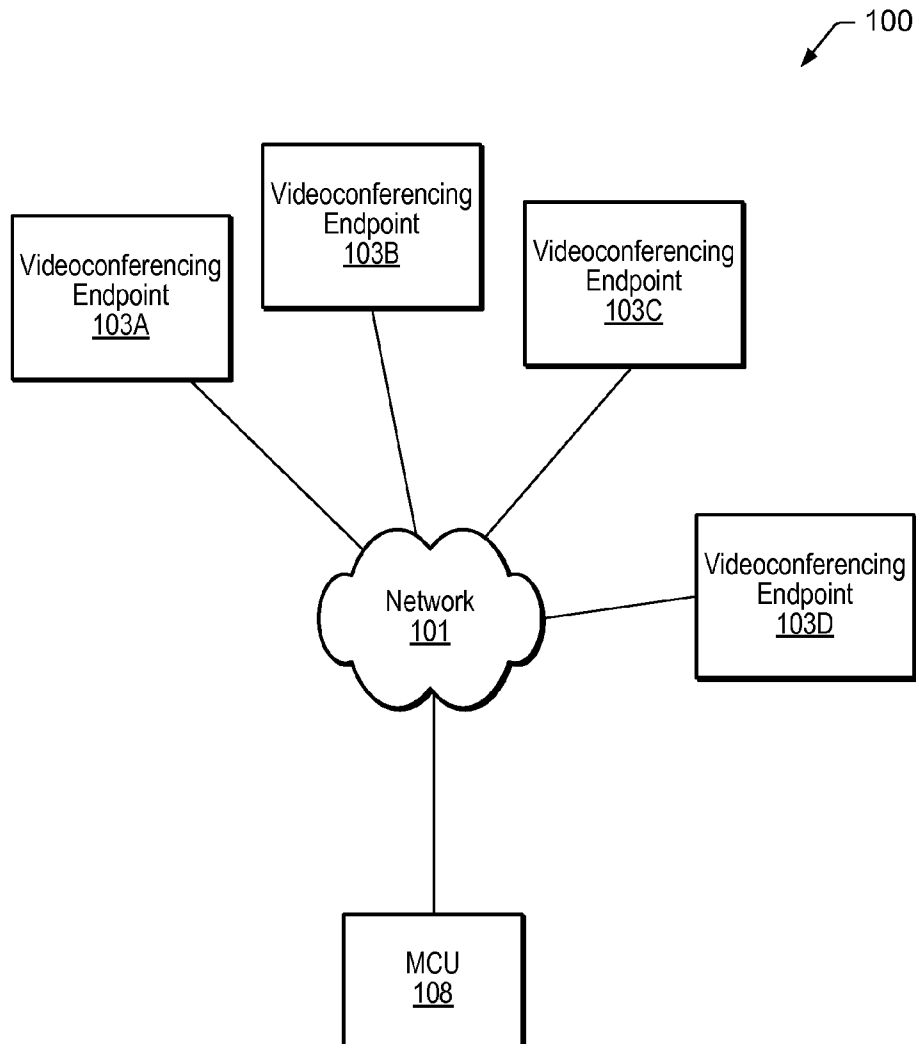 100
Videoconferencing
Endpoint
103B
Videoconferencing
Endpoint
103C
Videoconferencing
Endpoint
103A
Videoconferencing
Endpoint
103D
Network
101
MCU
108